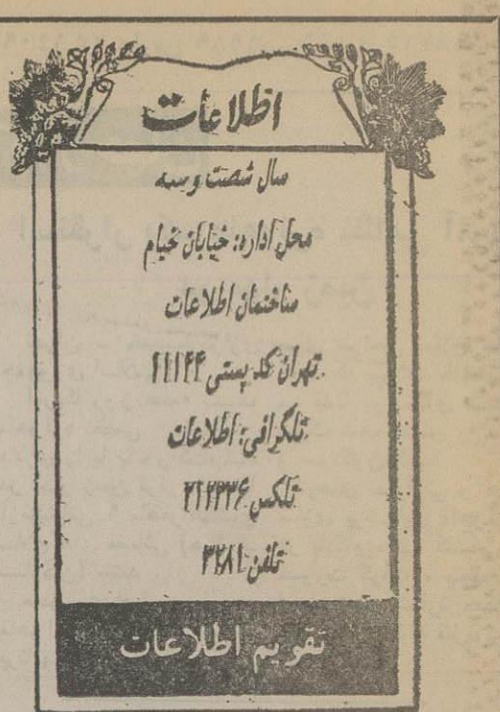 اطلاعات
سال شصت و سه
محل اداره: خیابان خیام
ساختمان اطلاعات
تهران کد پستی ۱۱۱۴۴
تلگرافی: اطلاعات
تلکس ۲۱۲۳۳۶
تلفن ۳۲۸۱
تقویم اطلاعات